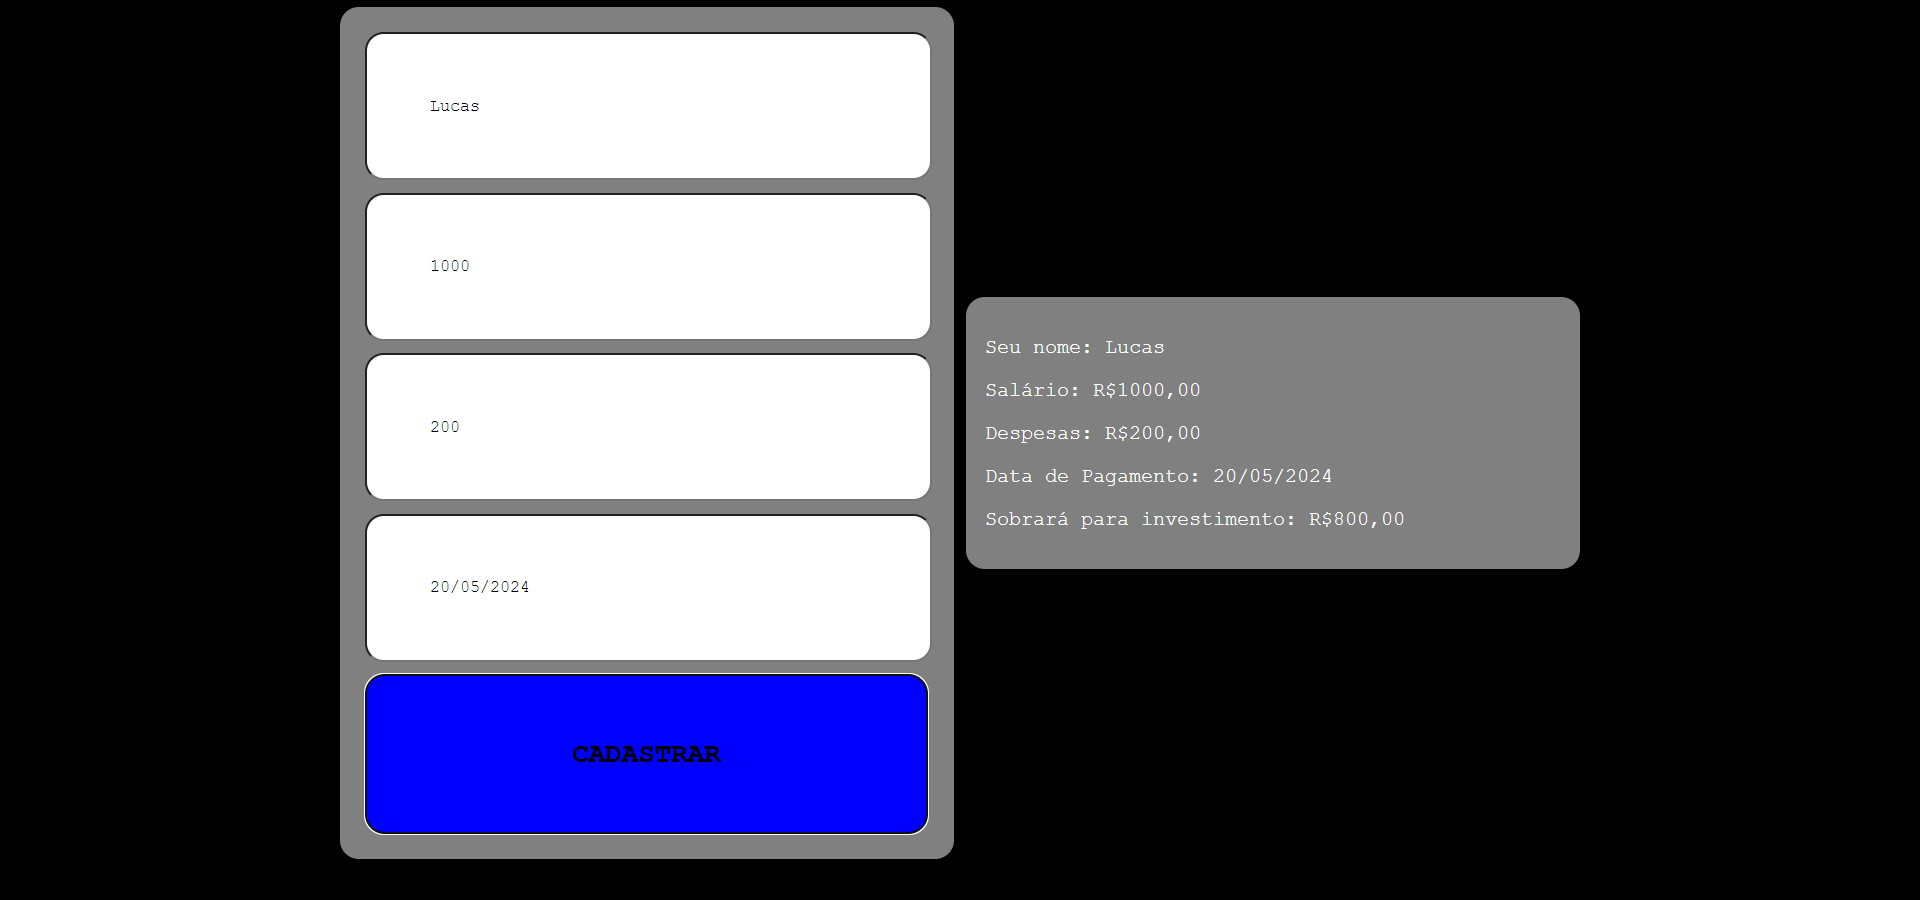 Lucas
1000
200
20/05/2024
CADASTRAR
Seu nome: Lucas
Salário: R$1000,00
Despesas: R$200,00
Data de Pagamento: 20/05/2024
Sobrará para investimento: R$800,00